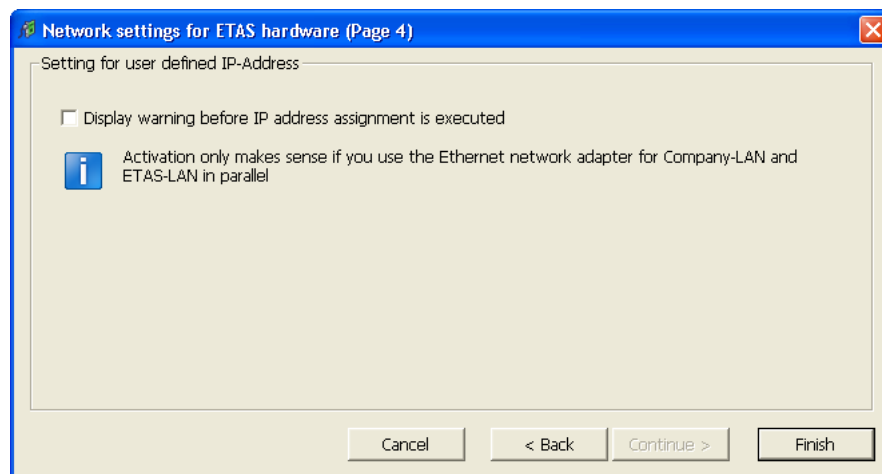 Network settings for ETAS hardware (Page 4)
Setting for user defined IP-Address
Display warning before IP address assignment is executed
Activation only makes sense if you use the Ethernet network adapter for Company-LAN and
ETAS-LAN in parallel
Cancel
< Back
Continue >
Finish